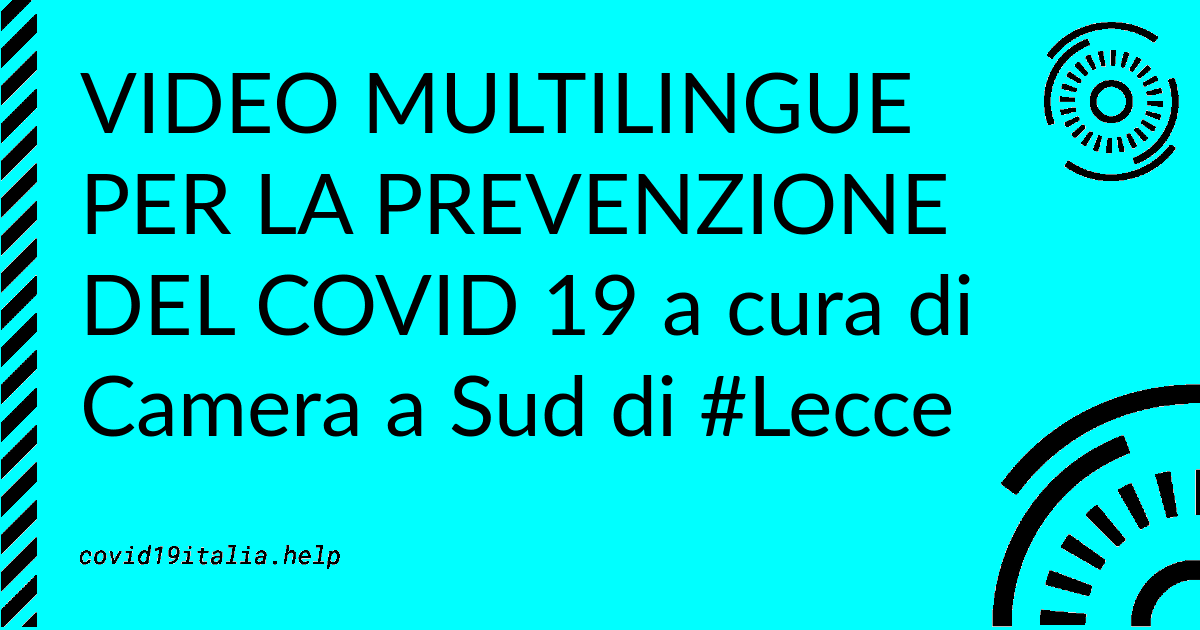 VIDEO MULTILINGUE
PER LA PREVENZIONE
DEL COVID 19 a cura di
Camera a Sud di #Lecce
covid19italia.help